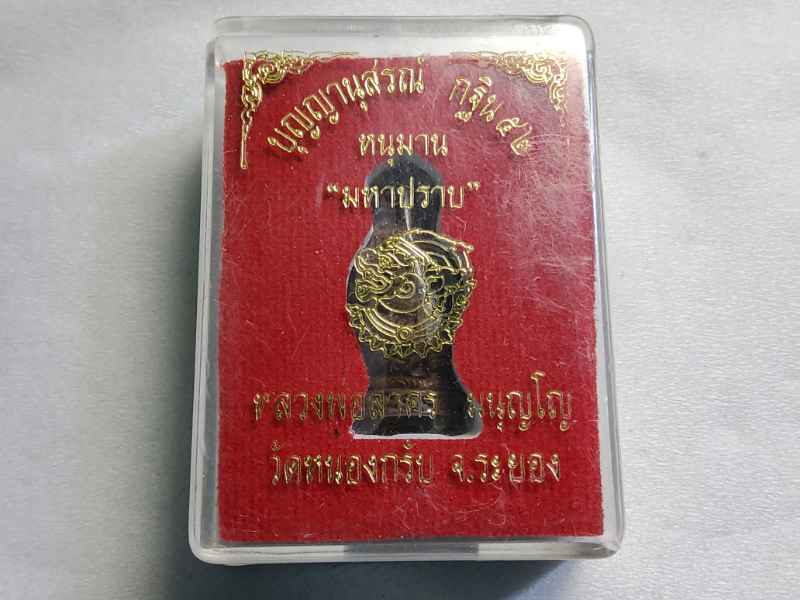 บุญญานุสรณ์ กฐิน ๕๒
หนุมาน
"มหาปราบ"
หลวงพ่อสาคร มนุญโญ
วัดหนองกรับ จ.ระยอง